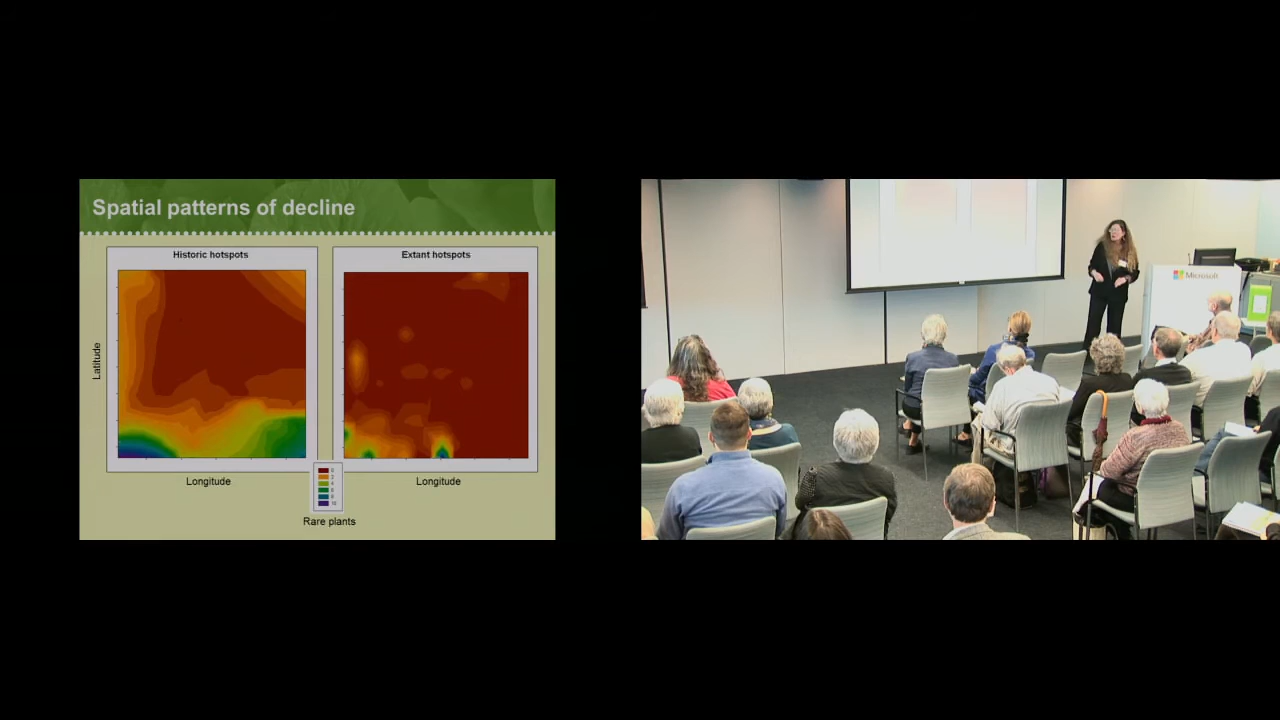 Spatial patterns of decline
Historic hotspots
Extant hotspots
Latitude
Longitude
Longitude
Rare plants
Microsoft